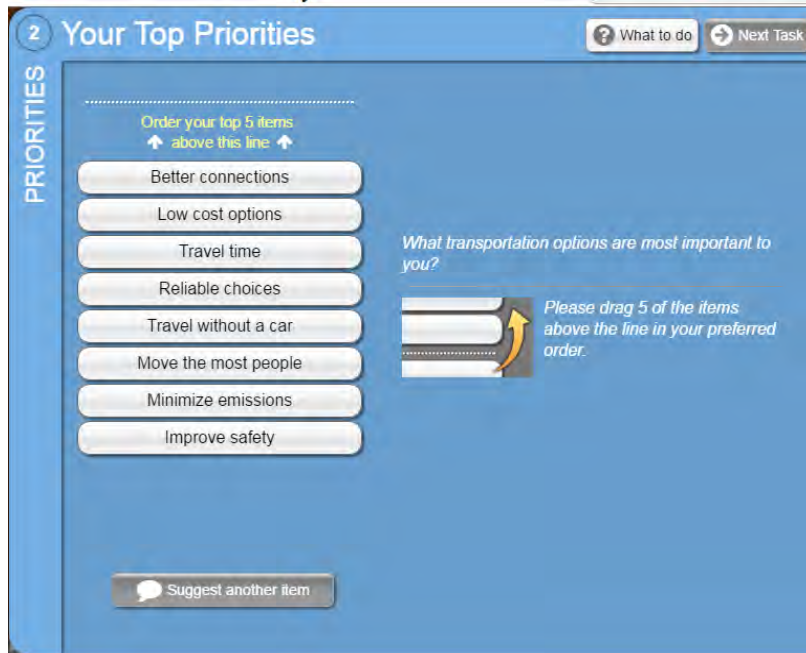 2 Your Top Priorities
What to do
Next Task
PRIORITIES
Order your top 5 items
above this line
Better connections
Low cost options
Travel time
Reliable choices
Travel without a car
Move the most people
Minimize emissions
Improve safety
What transportation options are most important to
you?
Please drag 5 of the items
above the line in your preferred
order.
Suggest another item